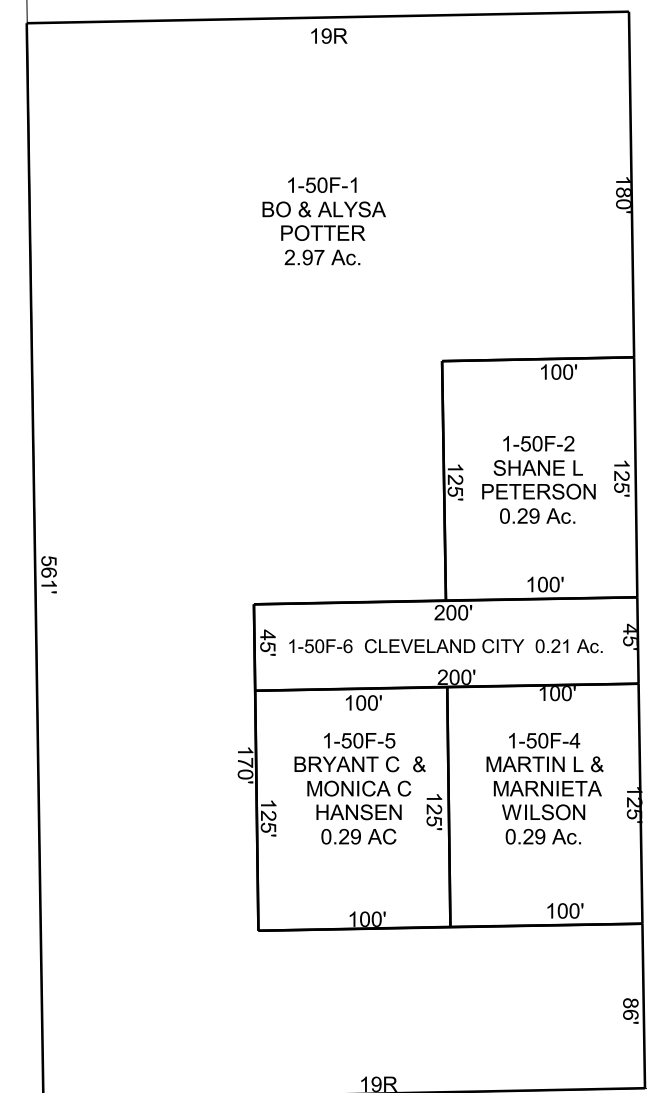 19R
1-50F-1
BO & ALYSA
POTTER
2.97 Ac.
180'
100'
1-50F-2
SHANE L
PETERSON
0.29 Ac.
125'
125'
100'
561'
200'
45'
1-50F-6 CLEVELAND CITY 0.21 Ac.
45'
200'
100'
100'
170'
1-50F-5
BRYANT C &
MONICA C
HANSEN
0.29 AC
125'
125'
100'
1-50F-4
MARTIN L &
MARNIETA
WILSON
0.29 Ac.
125'
100'
86'
19R